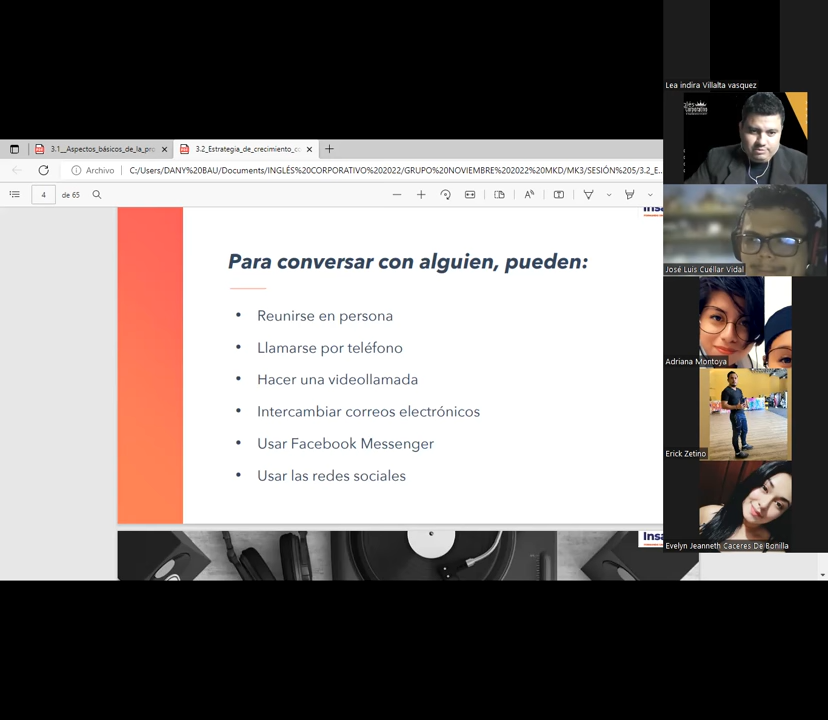 Lea indira Villalta vasquez
3.1__Aspectos_básicos_de_la_pro
3.2_Estrategia_de_crecimiento_co
Archivo
C:/Users/DANY%20BAU/Documents/INGLÉS%20CORPORATIVO%202022/GRUPO%20NOVIEMBRE%202022%20MKD/MK3/SESIÓN%205/3.2_E...
4 de 65
Para conversar con alguien, pueden:
• Reunirse en persona
• Llamarse por teléfono
• Hacer una videollamada
• Intercambiar correos electrónicos
• Usar Facebook Messenger
• Usar las redes sociales
Insa
José Luis Cuéllar Vidal
Adriana Montoya
Erick Zetino
Evelyn Jeanneth Caceres De Bonilla